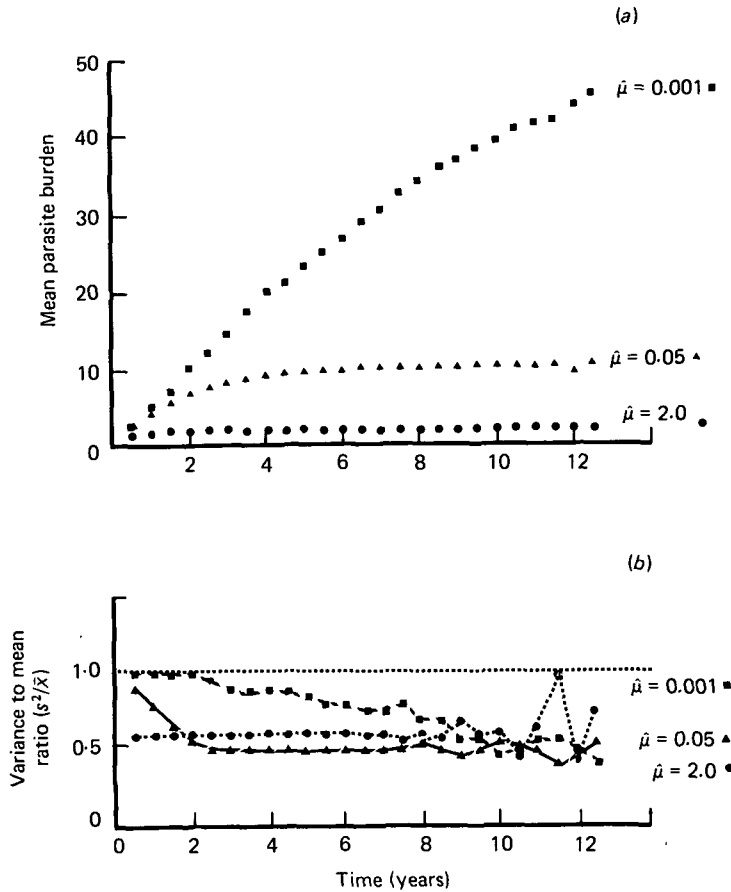 (a)
50
40
30
20
10
0
Mean parasite burden
μ̂ = 0.001 ■
μ̂ = 0.05 ▲
μ̂ = 2.0 ●
2 4 6 8 10 12
(b)
1·0
0·5
0
Variance to mean
ratio (s²/x̄)
■ μ̂ = 0.001
μ̂ = 0.05 ▲
μ̂ = 2.0 ●
0 2 4 6 8 10 12
Time (years)